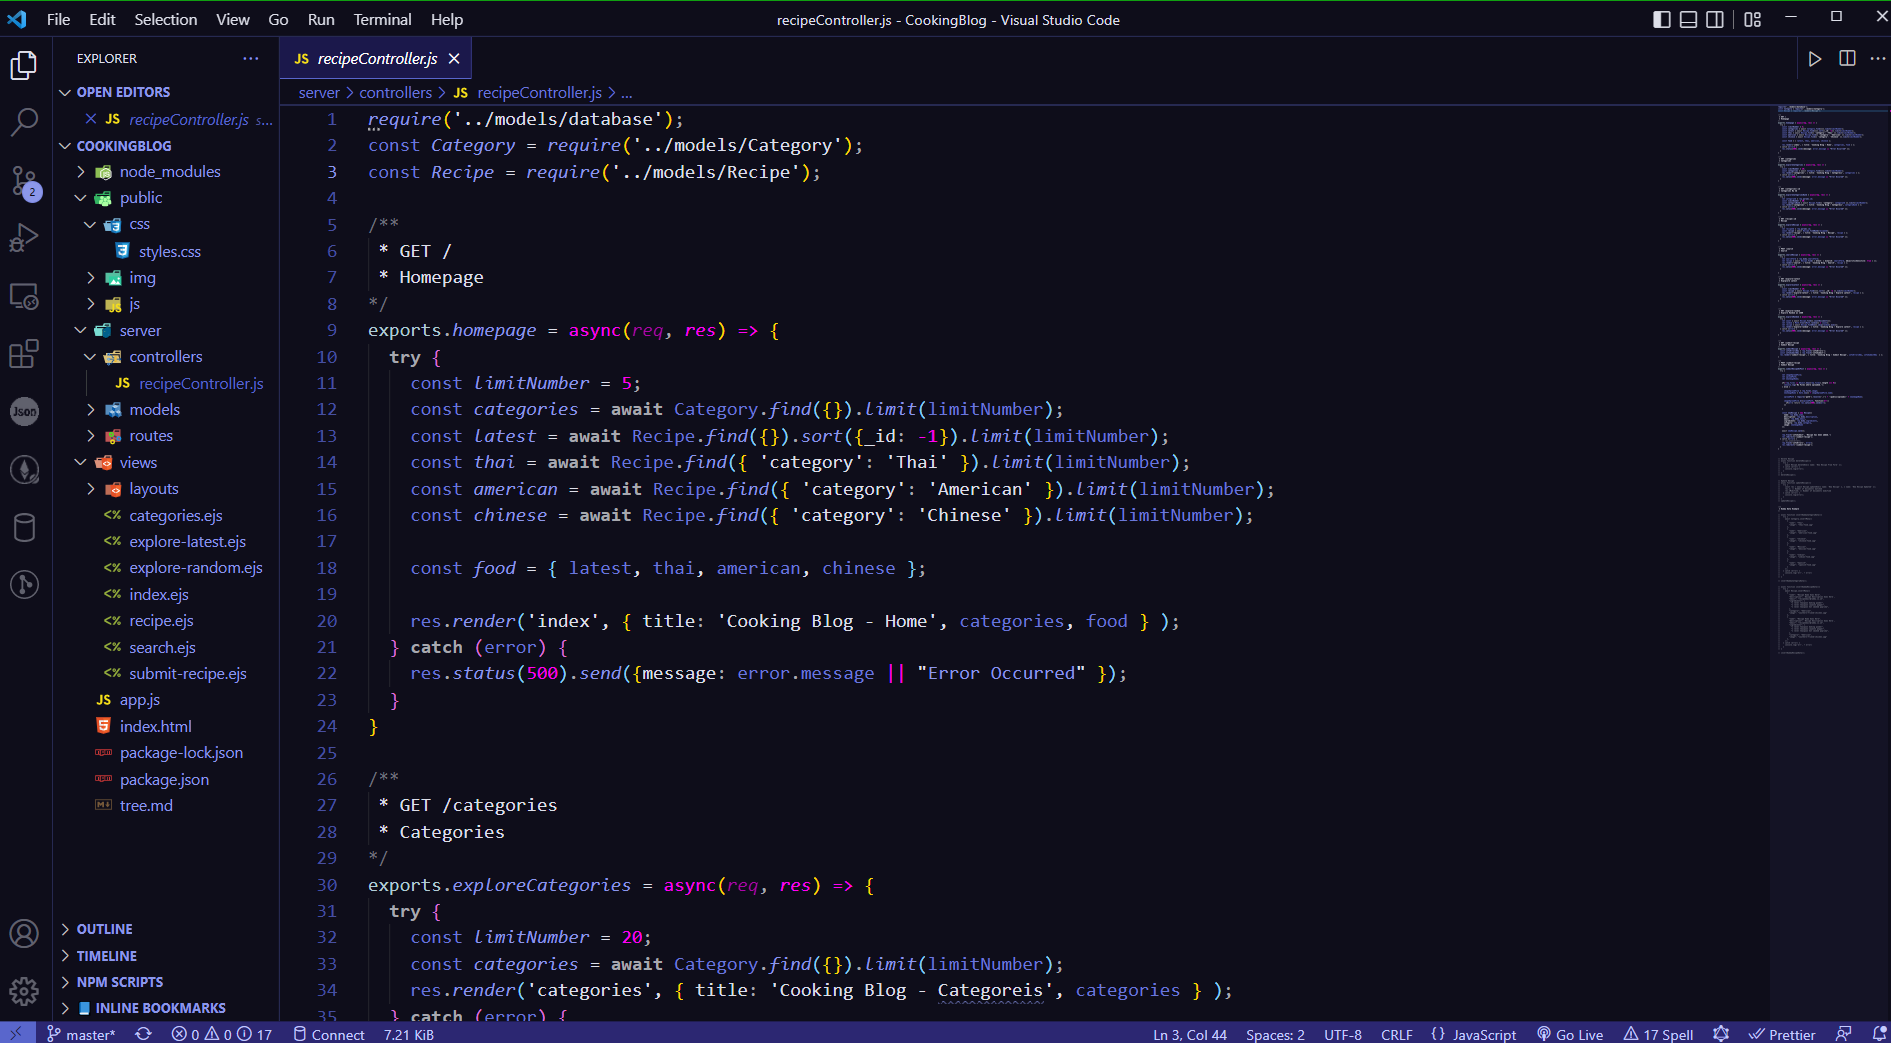 File Edit Selection View Go Run Terminal Help
recipeController.js - CookingBlog - Visual Studio Code
EXPLORER
OPEN EDITORS
JS recipeController.js s...
COOKINGBLOG
node_modules
public
css
styles.css
img
js
server
controllers
JS recipeController.js
models
routes
views
layouts
<% categories.ejs
<% explore-latest.ejs
<% explore-random.ejs
<% index.ejs
<% recipe.ejs
<% search.ejs
<% submit-recipe.ejs
JS app.js
index.html
package-lock.json
package.json
tree.md
OUTLINE
TIMELINE
NPM SCRIPTS
INLINE BOOKMARKS
2
Json
JS recipeController.js
server > controllers > JS recipeController.js > ...
1 require('../models/database');
2 const Category = require('../models/Category');
3 const Recipe = require('../models/Recipe');
4
5 /**
6 * GET /
7 * Homepage
8 */
9 exports.homepage = async(req, res) => {
10 try {
11 const limitNumber = 5;
12 const categories = await Category.find({}).limit(limitNumber);
13 const latest = await Recipe.find({}).sort({_id: -1}).limit(limitNumber);
14 const thai = await Recipe.find({ 'category': 'Thai' }).limit(limitNumber);
15 const american = await Recipe.find({ 'category': 'American' }).limit(limitNumber);
16 const chinese = await Recipe.find({ 'category': 'Chinese' }).limit(limitNumber);
17
18 const food = { latest, thai, american, chinese };
19
20 res.render('index', { title: 'Cooking Blog - Home', categories, food } );
21 } catch (error) {
22 res.status(500).send({message: error.message || "Error Occurred" });
23 }
24 }
25
26 /**
27 * GET /categories
28 * Categories
29 */
30 exports.exploreCategories = async(req, res) => {
31 try {
32 const limitNumber = 20;
33 const categories = await Category.find({}).limit(limitNumber);
34 res.render('categories', { title: 'Cooking Blog - Categoreis', categories } );
35 } catch (error) {
master* 0 0 17 Connect 7.21 KiB Ln 3, Col 44 Spaces: 2 UTF-8 CRLF {} JavaScript Go Live 17 Spell Prettier